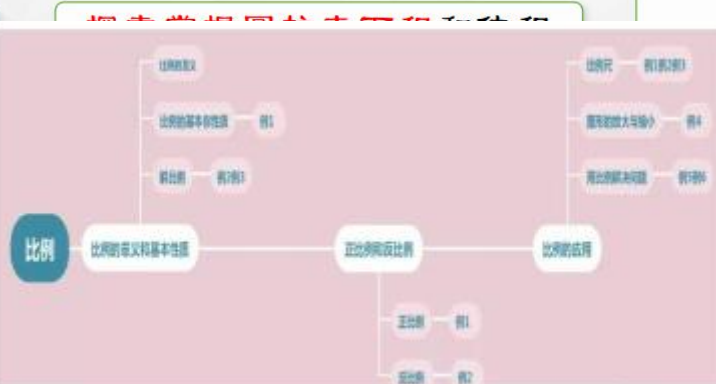 比例
比例的意义和基本性质
比例的意义
比例的基本性质
例1
解比例
例2例3
正比例和反比例
正比例
例1
反比例
例2
比例的应用
比例尺
例1例2例3
图形的放大与缩小
例4
用比例解决问题
例5例6